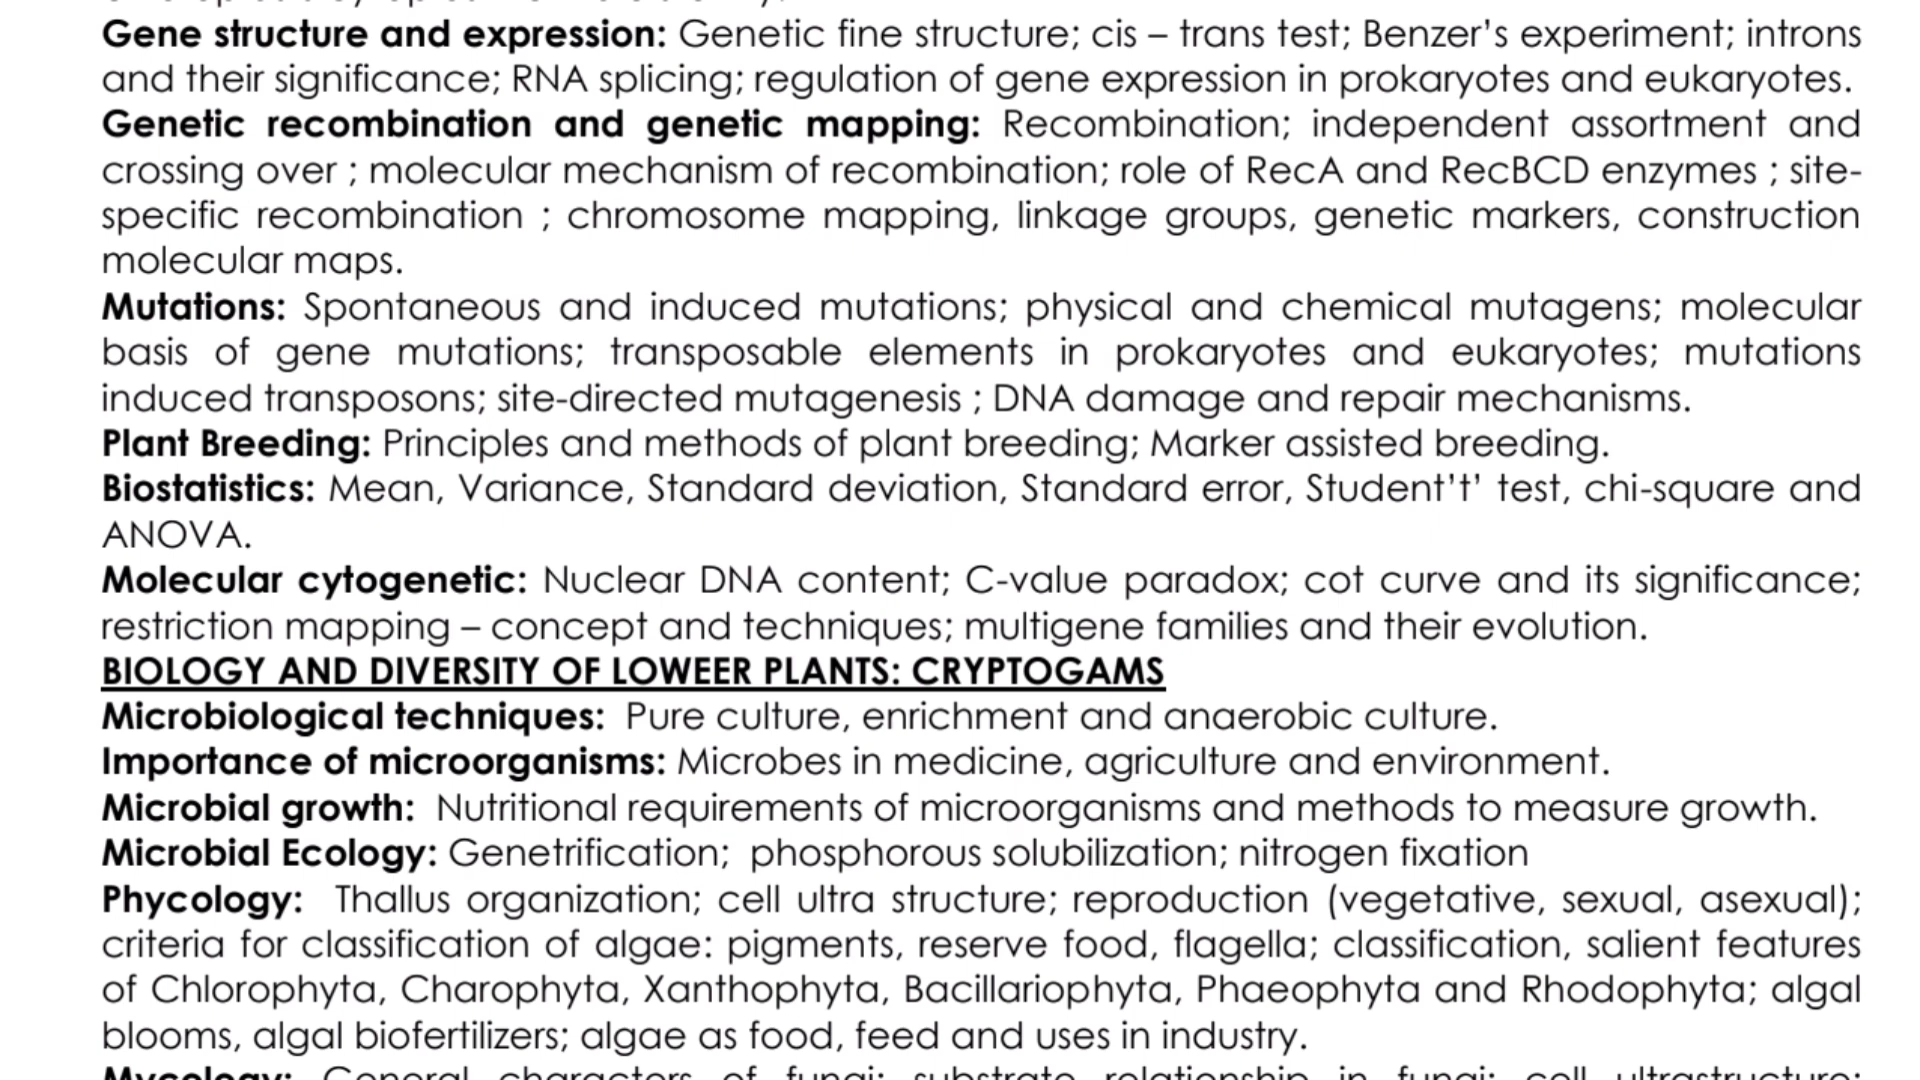 Gene structure and expression: Genetic fine structure; cis – trans test; Benzer’s experiment; introns
and their significance; RNA splicing; regulation of gene expression in prokaryotes and eukaryotes.
Genetic recombination and genetic mapping: Recombination; independent assortment and
crossing over ; molecular mechanism of recombination; role of RecA and RecBCD enzymes ; site-
specific recombination ; chromosome mapping, linkage groups, genetic markers, construction
molecular maps.
Mutations: Spontaneous and induced mutations; physical and chemical mutagens; molecular
basis of gene mutations; transposable elements in prokaryotes and eukaryotes; mutations
induced transposons; site-directed mutagenesis ; DNA damage and repair mechanisms.
Plant Breeding: Principles and methods of plant breeding; Marker assisted breeding.
Biostatistics: Mean, Variance, Standard deviation, Standard error, Student’t’ test, chi-square and
ANOVA.
Molecular cytogenetic: Nuclear DNA content; C-value paradox; cot curve and its significance;
restriction mapping – concept and techniques; multigene families and their evolution.
BIOLOGY AND DIVERSITY OF LOWEER PLANTS: CRYPTOGAMS
Microbiological techniques: Pure culture, enrichment and anaerobic culture.
Importance of microorganisms: Microbes in medicine, agriculture and environment.
Microbial growth: Nutritional requirements of microorganisms and methods to measure growth.
Microbial Ecology: Genetrification; phosphorous solubilization; nitrogen fixation
Phycology: Thallus organization; cell ultra structure; reproduction (vegetative, sexual, asexual);
criteria for classification of algae: pigments, reserve food, flagella; classification, salient features
of Chlorophyta, Charophyta, Xanthophyta, Bacillariophyta, Phaeophyta and Rhodophyta; algal
blooms, algal biofertilizers; algae as food, feed and uses in industry.
Mycology: General characters of fungi; substrate relationship in fungi; cell ultrastructure;